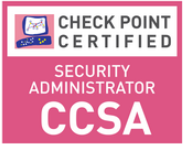 CHECK POINT
CERTIFIED
SECURITY
ADMINISTRATOR
CCSA